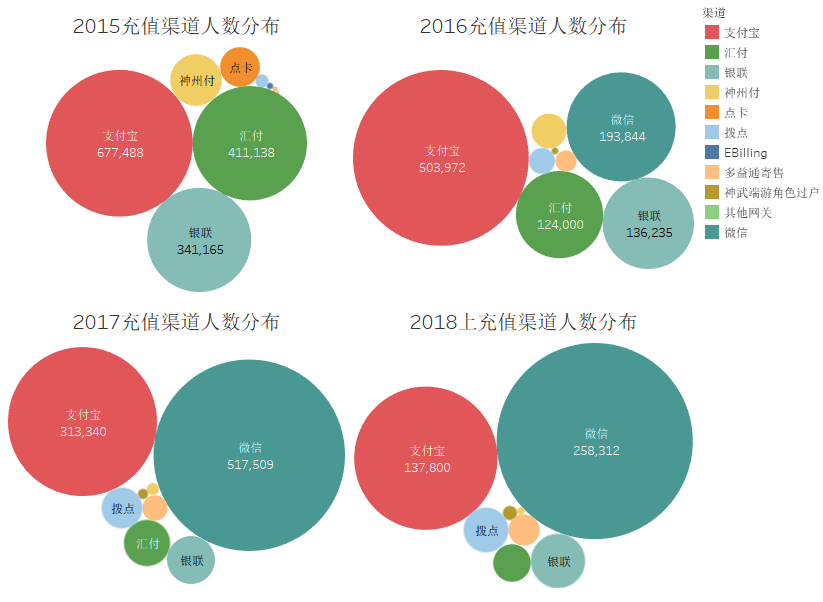 2015充值渠道人数分布
神州付
点卡
支付宝
677,488
汇付
411,138
银联
341,165
2016充值渠道人数分布
支付宝
503,972
微信
193,844
汇付
124,000
银联
136,235
渠道
支付宝
汇付
银联
神州付
点卡
拨点
EBilling
多益通寄售
神武端游角色过户
其他网关
微信
2017充值渠道人数分布
支付宝
313,340
微信
517,509
拨点
汇付
银联
2018上充值渠道人数分布
支付宝
137,800
微信
258,312
拨点
银联